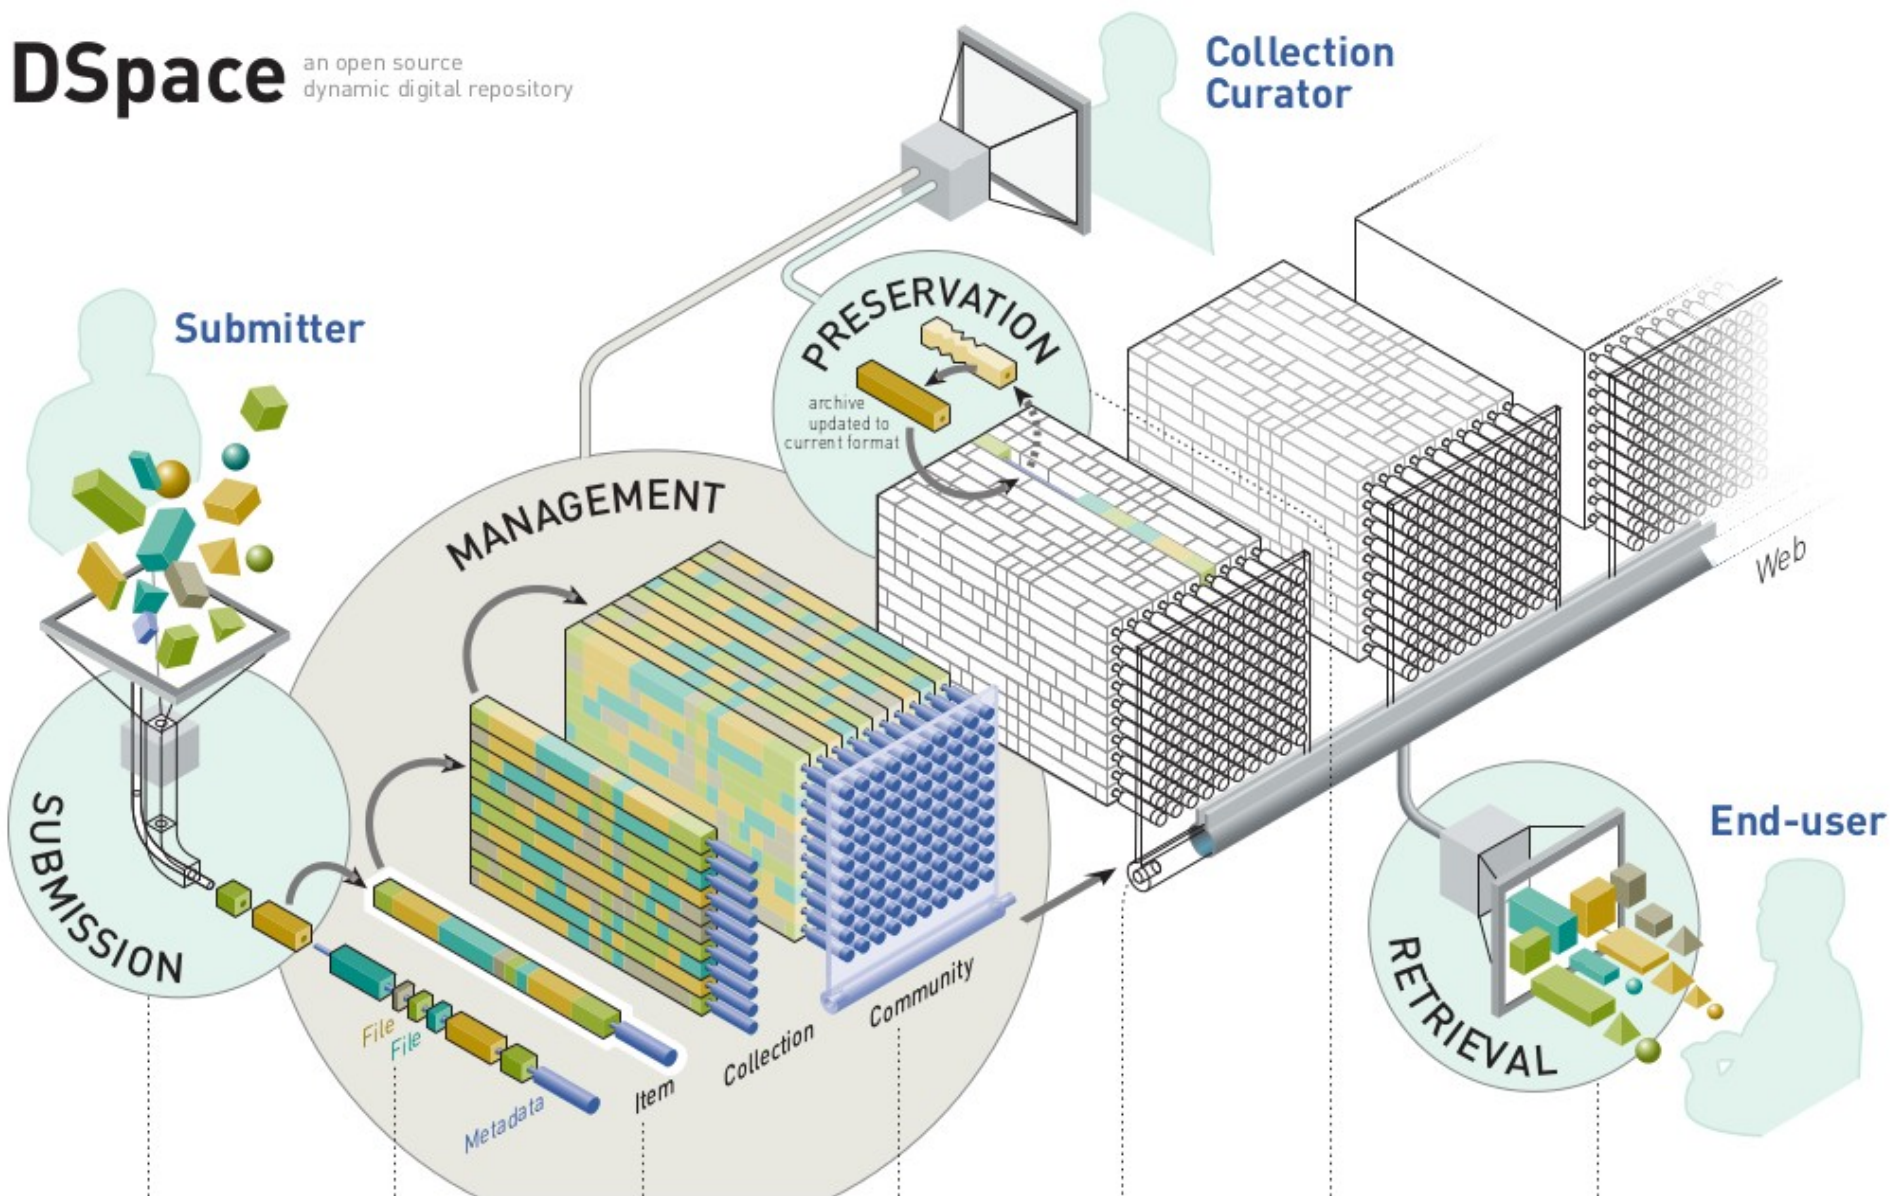 DSpace
an open source
dynamic digital repository
Collection
Curator
Submitter
PRESERVATION
archive
updated to
current format
MANAGEMENT
Web
SUBMISSION
End-user
RETRIEVAL
File
File
Metadata
Item
Collection
Community